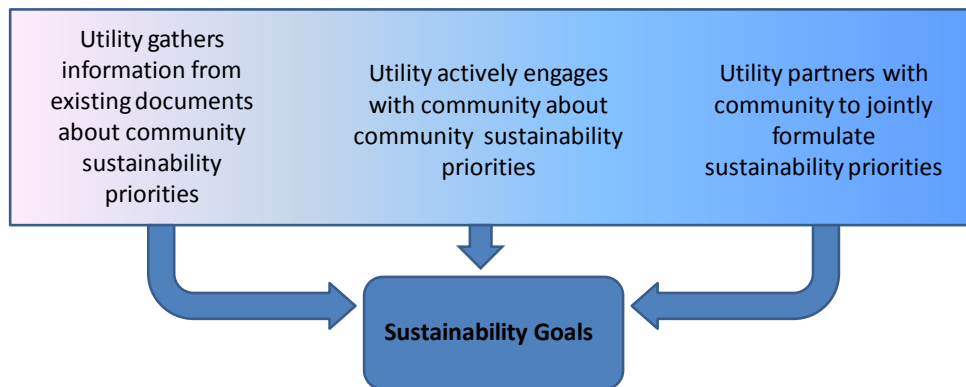 Utility gathers
information from
existing documents
about community
sustainability
priorities
Utility actively engages
with community about
community sustainability
priorities
Utility partners with
community to jointly
formulate
sustainability priorities
Sustainability Goals